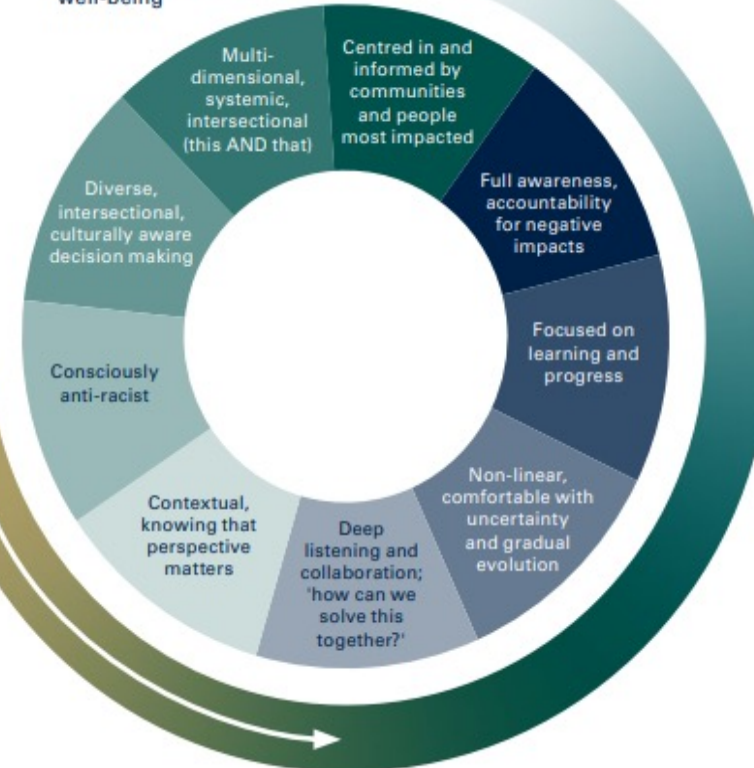 well-being
Multi-
dimensional,
systemic,
intersectional
(this AND that)
Centred in and
informed by
communities
and people
most impacted
Full awareness,
accountability
for negative
impacts
Focused on
learning and
progress
Non-linear,
comfortable with
uncertainty
and gradual
evolution
Deep
listening and
collaboration;
'how can we
solve this
together?'
Contextual,
knowing that
perspective
matters
Consciously
anti-racist
Diverse,
intersectional,
culturally aware
decision making